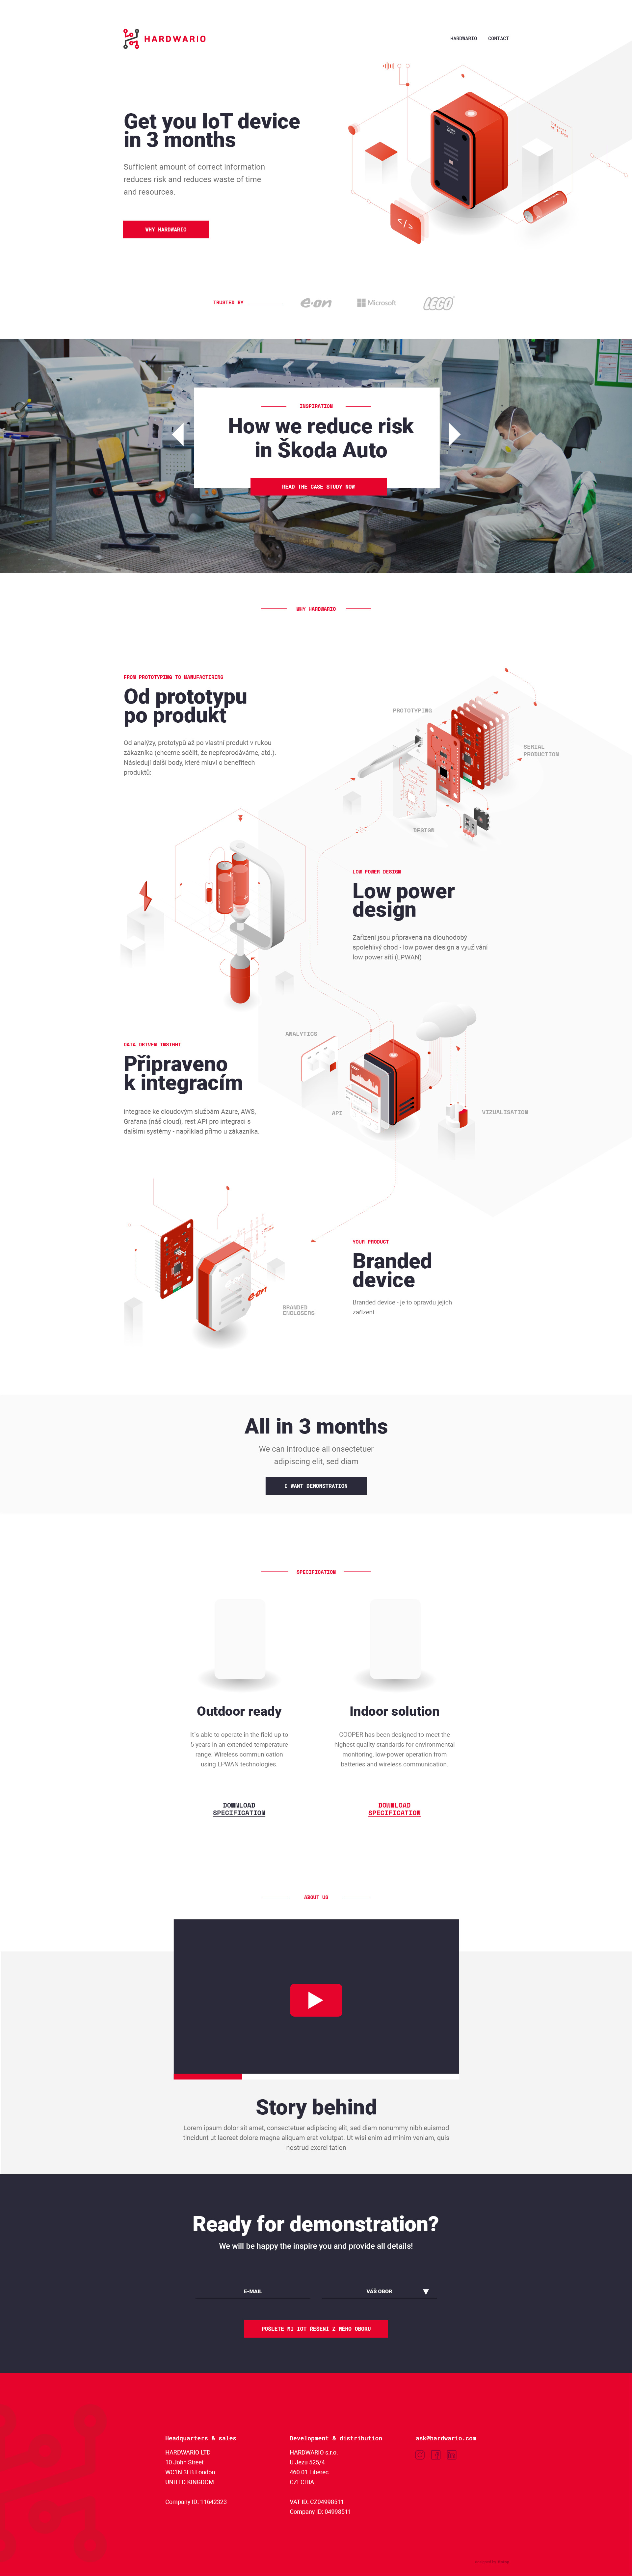 HARDWARIO
HARDWARIO CONTACT
Get you IoT device
in 3 months
Sufficient amount of correct information
reduces risk and reduces waste of time
and resources.
WHY HARDWARIO
</>
TRUSTED BY
e·on
Microsoft
LEGO
INSPIRATION
How we reduce risk
in Škoda Auto
READ THE CASE STUDY NOW
WHY HARDWARIO
FROM PROTOTYPING TO MANUFACTIRING
Od prototypu
po produkt
Od analýzy, prototypů až po vlastní produkt v rukou
zákazníka (chceme sdělit, že nepřeprodáváme, atd.).
Následují další body, které mluví o benefitech
produktů:
PROTOTYPING
SERIAL
PRODUCTION
DESIGN
LOW POWER DESIGN
Low power
design
Zařízení jsou připravena na dlouhodobý
spolehlivý chod - low power design a využívání
low power sítí (LPWAN)
DATA DRIVEN INSIGHT
Připraveno
k integracím
integrace ke cloudovým službám Azure, AWS,
Grafana (náš cloud), rest API pro integraci s
dalšími systémy - například přímo u zákazníka.
ANALYTICS
API
VIZUALISATION
YOUR PRODUCT
Branded
device
Branded device - je to opravdu jejich
zařízení.
e·on
BRANDED
ENCLOSERS
All in 3 months
We can introduce all onsectetuer
adipiscing elit, sed diam
I WANT DEMONSTRATION
SPECIFICATION
Outdoor ready
It´s able to operate in the field up to
5 years in an extended temperature
range. Wireless communication
using LPWAN technologies.
DOWNLOAD
SPECIFICATION
Indoor solution
COOPER has been designed to meet the
highest quality standards for environmental
monitoring, low-power operation from
batteries and wireless communication.
DOWNLOAD
SPECIFICATION
ABOUT US
Story behind
Lorem ipsum dolor sit amet, consectetuer adipiscing elit, sed diam nonummy nibh euismod
tincidunt ut laoreet dolore magna aliquam erat volutpat. Ut wisi enim ad minim veniam, quis
nostrud exerci tation
Ready for demonstration?
We will be happy the inspire you and provide all details!
E-MAIL
VÁŠ OBOR
POŠLETE MI IOT ŘEŠENÍ Z MÉHO OBORU
Headquarters & sales
HARDWARIO LTD
10 John Street
WC1N 3EB London
UNITED KINGDOM
Company ID: 11642323
Development & distribution
HARDWARIO s.r.o.
U Jezu 525/4
460 01 Liberec
CZECHIA
VAT ID: CZ04998511
Company ID: 04998511
ask@hardwario.com